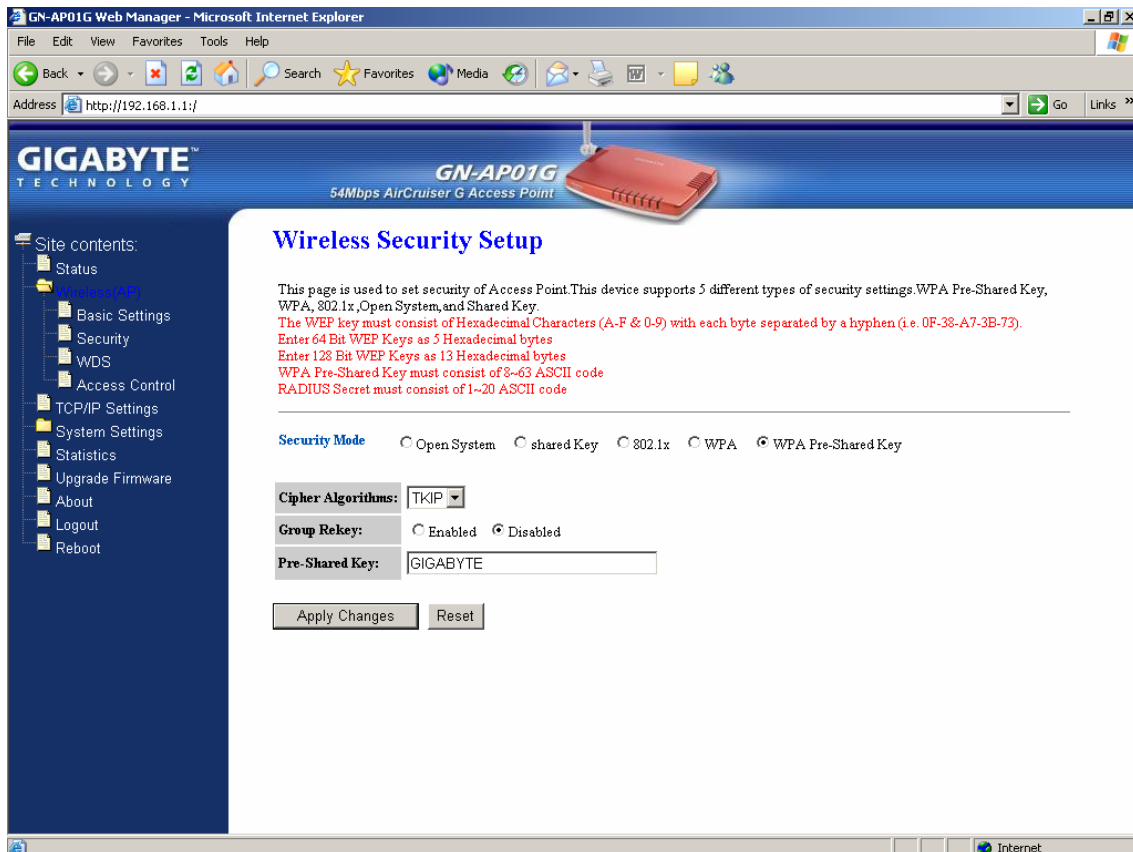 GN-AP01G Web Manager - Microsoft Internet Explorer
File Edit View Favorites Tools Help
Back Search Favorites Media
Address http://192.168.1.1:/ Go Links »
GIGABYTE™
TECHNOLOGY
GN-AP01G
54Mbps AirCruiser G Access Point
Site contents:
Status
Wireless(AP)
Basic Settings
Security
WDS
Access Control
TCP/IP Settings
System Settings
Statistics
Upgrade Firmware
About
Logout
Reboot
Wireless Security Setup
This page is used to set security of Access Point.This device supports 5 different types of security settings.WPA Pre-Shared Key,
WPA, 802.1x ,Open System,and Shared Key.
The WEP key must consist of Hexadecimal Characters (A-F & 0-9) with each byte separated by a hyphen (i.e. 0F-38-A7-3B-73).
Enter 64 Bit WEP Keys as 5 Hexadecimal bytes
Enter 128 Bit WEP Keys as 13 Hexadecimal bytes
WPA Pre-Shared Key must consist of 8~63 ASCII code
RADIUS Secret must consist of 1~20 ASCII code
Security Mode Open System shared Key 802.1x WPA WPA Pre-Shared Key
Cipher Algorithms: TKIP
Group Rekey: Enabled Disabled
Pre-Shared Key: GIGABYTE
Apply Changes Reset
Internet